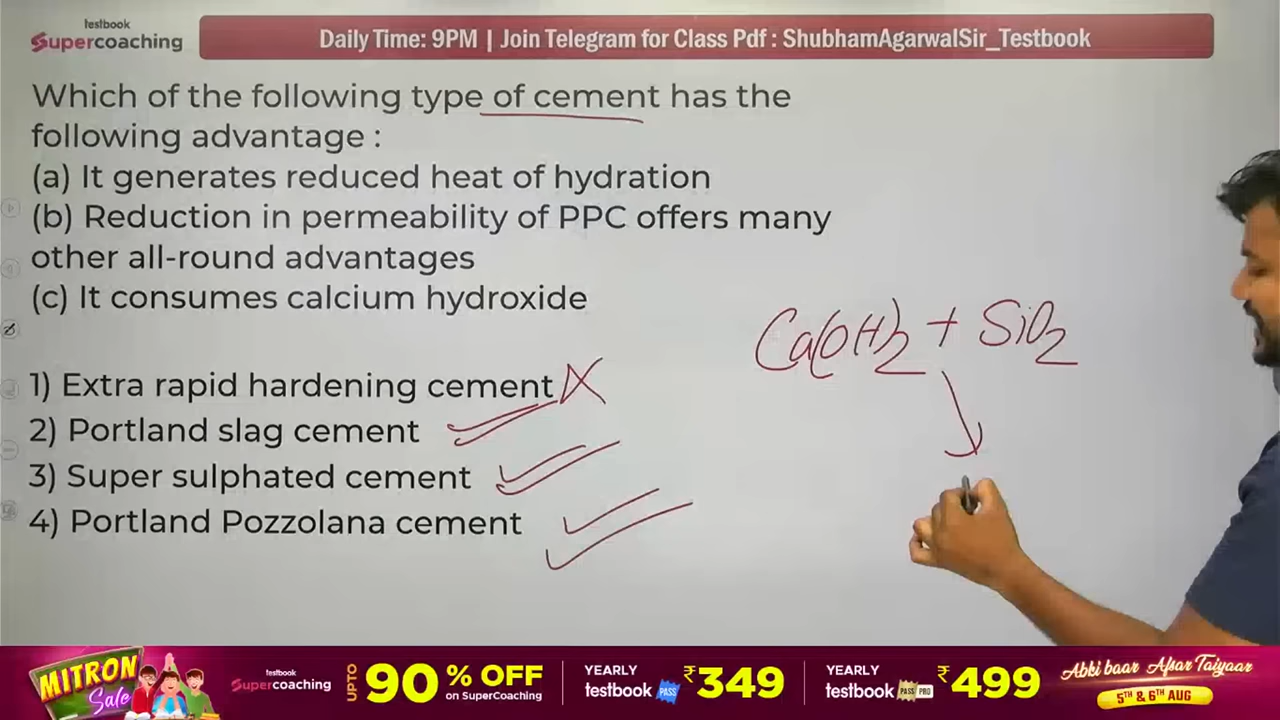 testbook
Supercoaching
Daily Time: 9PM | Join Telegram for Class Pdf : ShubhamAgarwalSir_Testbook
Which of the following type of cement has the
following advantage :
(a) It generates reduced heat of hydration
(b) Reduction in permeability of PPC offers many
other all-round advantages
(c) It consumes calcium hydroxide
Ca(OH)2 + SiO2
1) Extra rapid hardening cement
2) Portland slag cement
3) Super sulphated cement
4) Portland Pozzolana cement
MITRON
Sale
testbook
Supercoaching
UPTO 90 % OFF
on SuperCoaching
YEARLY
testbook PASS ₹349
YEARLY
testbook PASS PRO ₹499
Abki baar Afsar Taiyaar
5TH & 6TH AUG